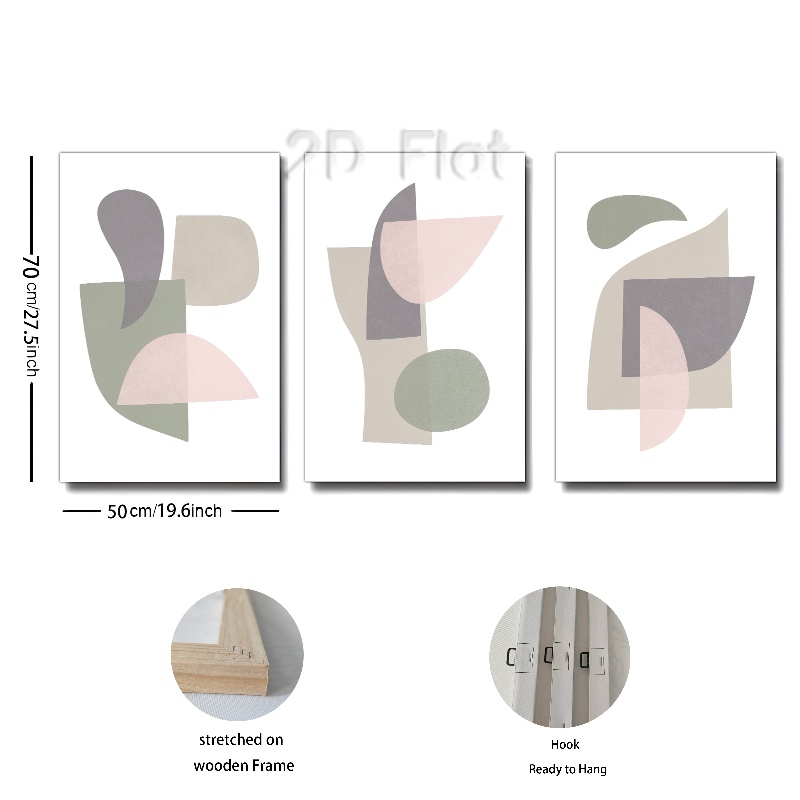 2D Flat
70 cm/27.5inch
50cm/19.6inch
stretched on
wooden Frame
Hook
Ready to Hang